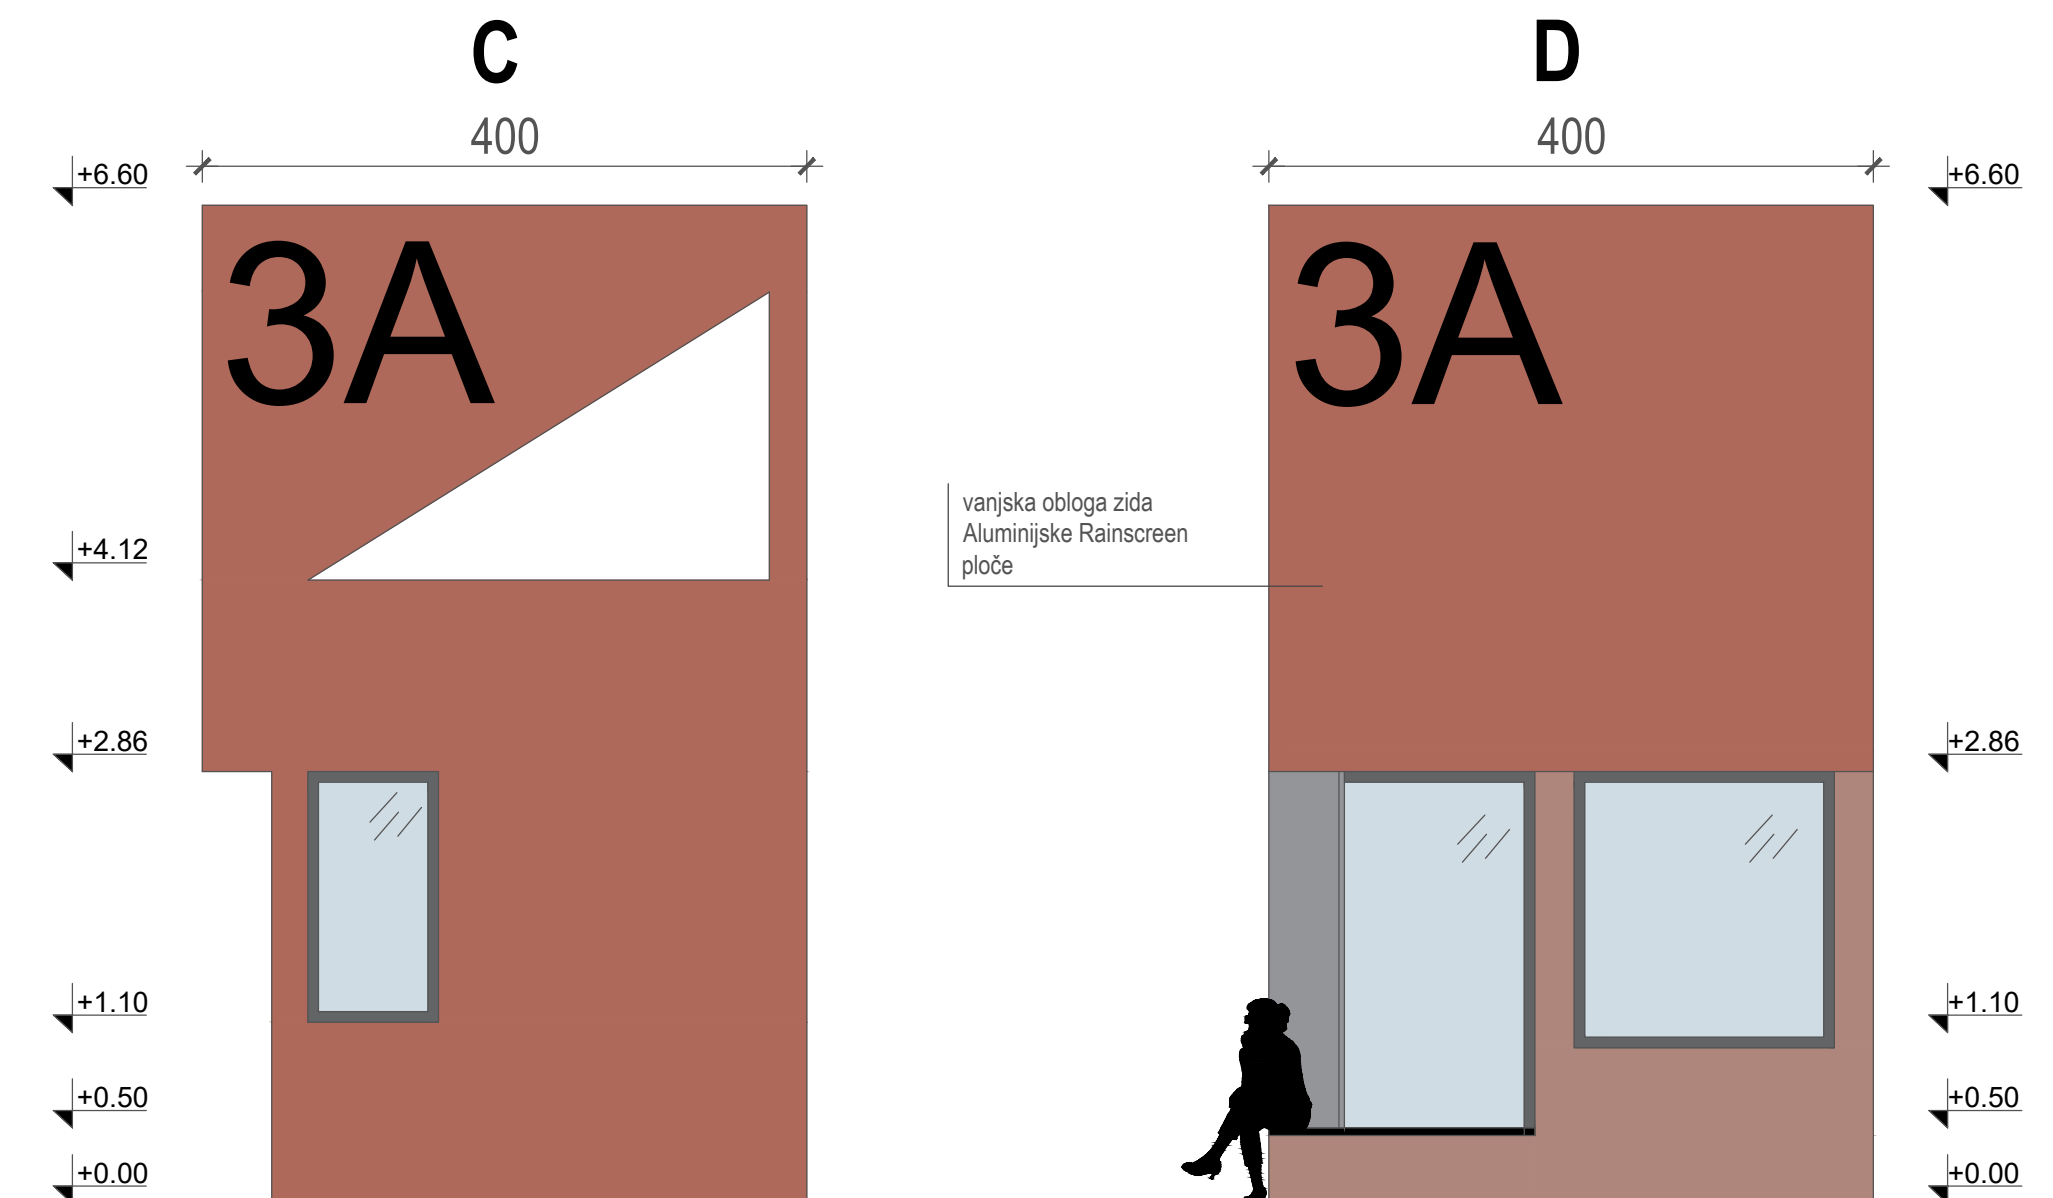 C
D
400
400
+6.60
+6.60
3A
3A
vanjska obloga zida
Aluminijske Rainscreen
ploče
+4.12
+2.86
+2.86
+1.10
+1.10
+0.50
+0.50
+0.00
+0.00